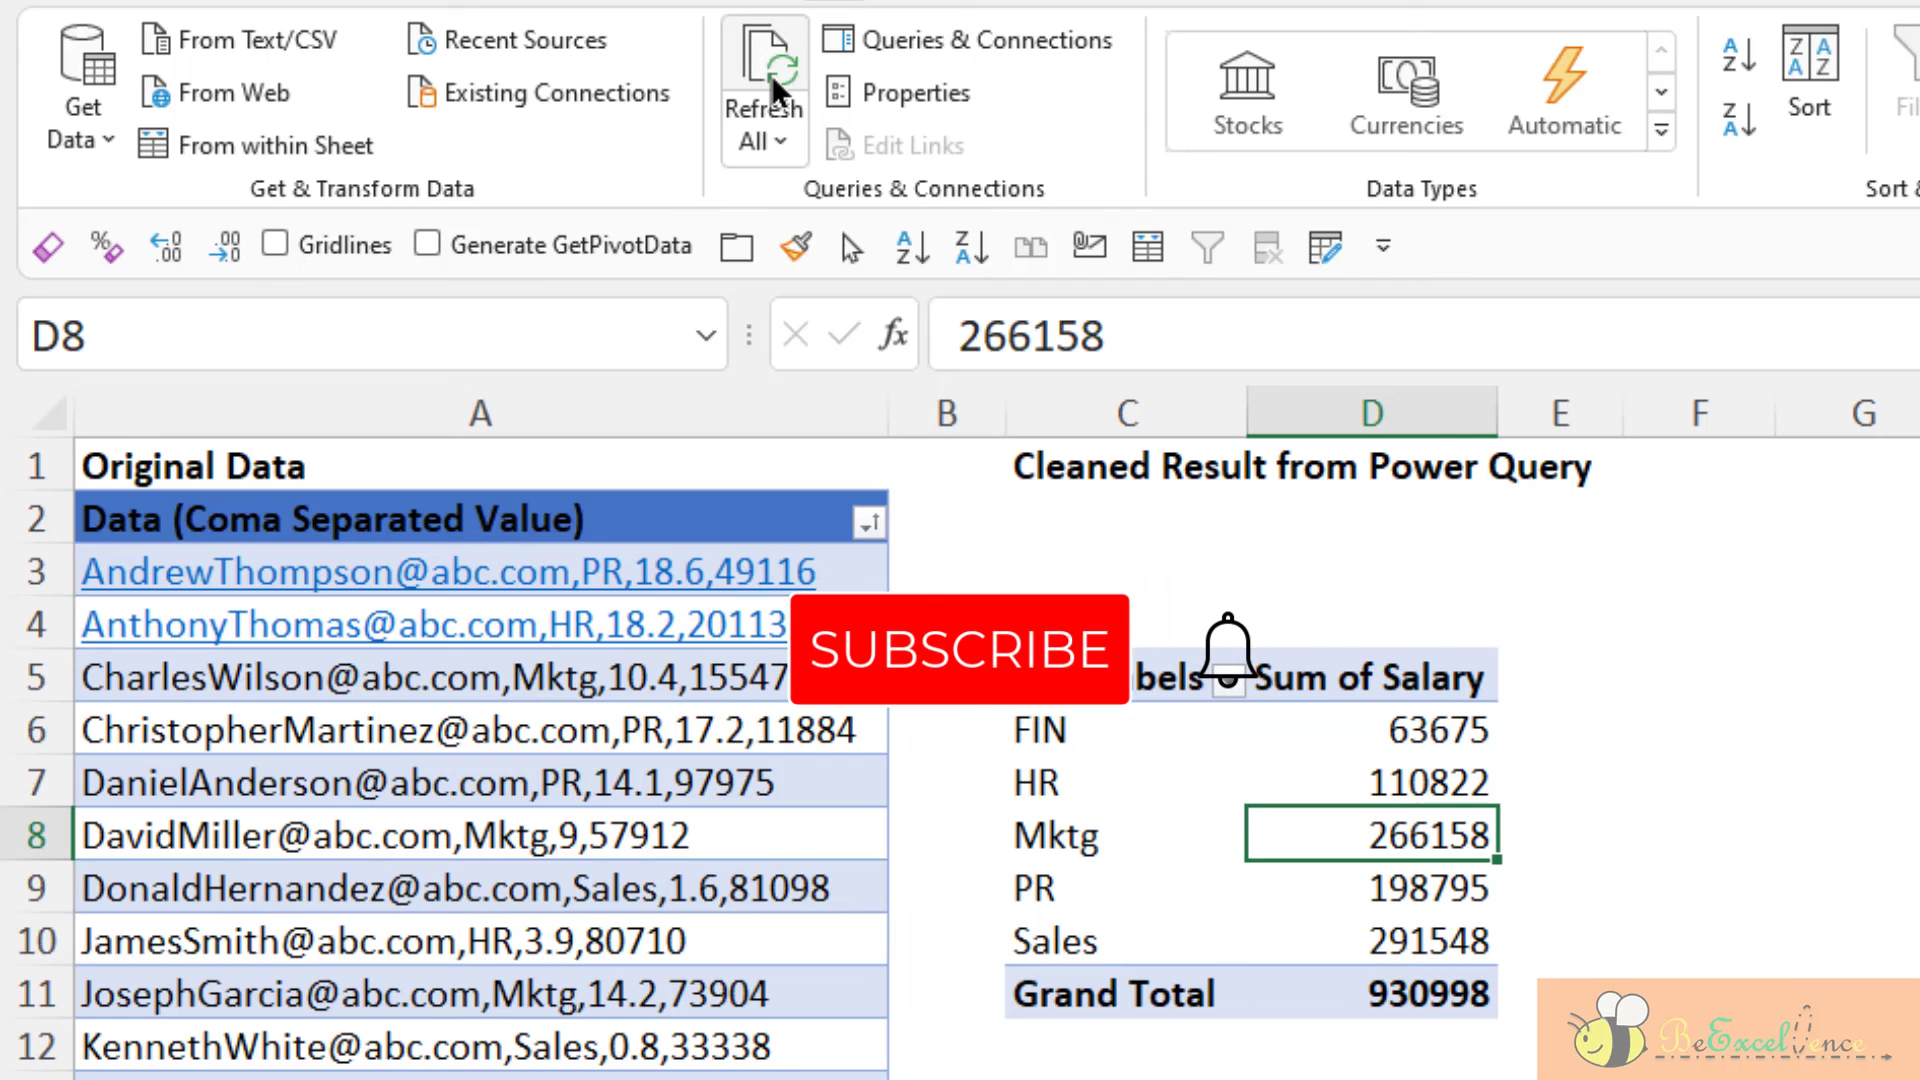 From Text/CSV
Recent Sources
Queries & Connections
From Web
Existing Connections
Properties
Get Data
From within Sheet
Refresh All
Edit Links
Stocks
Currencies
Automatic
Sort
Get & Transform Data
Queries & Connections
Data Types
Sort &
Gridlines
Generate GetPivotData
D8
fx
266158
A B C D E F G
1 Original Data Cleaned Result from Power Query
2 Data (Coma Separated Value)
3 AndrewThompson@abc.com,PR,18.6,49116
4 AnthonyThomas@abc.com,HR,18.2,20113
SUBSCRIBE
5 CharlesWilson@abc.com,Mktg,10.4,15547 bels Sum of Salary
6 ChristopherMartinez@abc.com,PR,17.2,11884 FIN 63675
7 DanielAnderson@abc.com,PR,14.1,97975 HR 110822
8 DavidMiller@abc.com,Mktg,9,57912 Mktg 266158
9 DonaldHernandez@abc.com,Sales,1.6,81098 PR 198795
10 JamesSmith@abc.com,HR,3.9,80710 Sales 291548
11 JosephGarcia@abc.com,Mktg,14.2,73904 Grand Total 930998
12 KennethWhite@abc.com,Sales,0.8,33338
BeExcellence